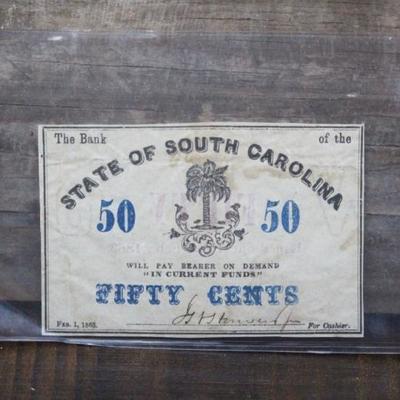 The Bank of the
STATE OF SOUTH CAROLINA
50 50
WILL PAY BEARER ON DEMAND
"IN CURRENT FUNDS"
FIFTY CENTS
FEB. 1, 1863. For Cashier.